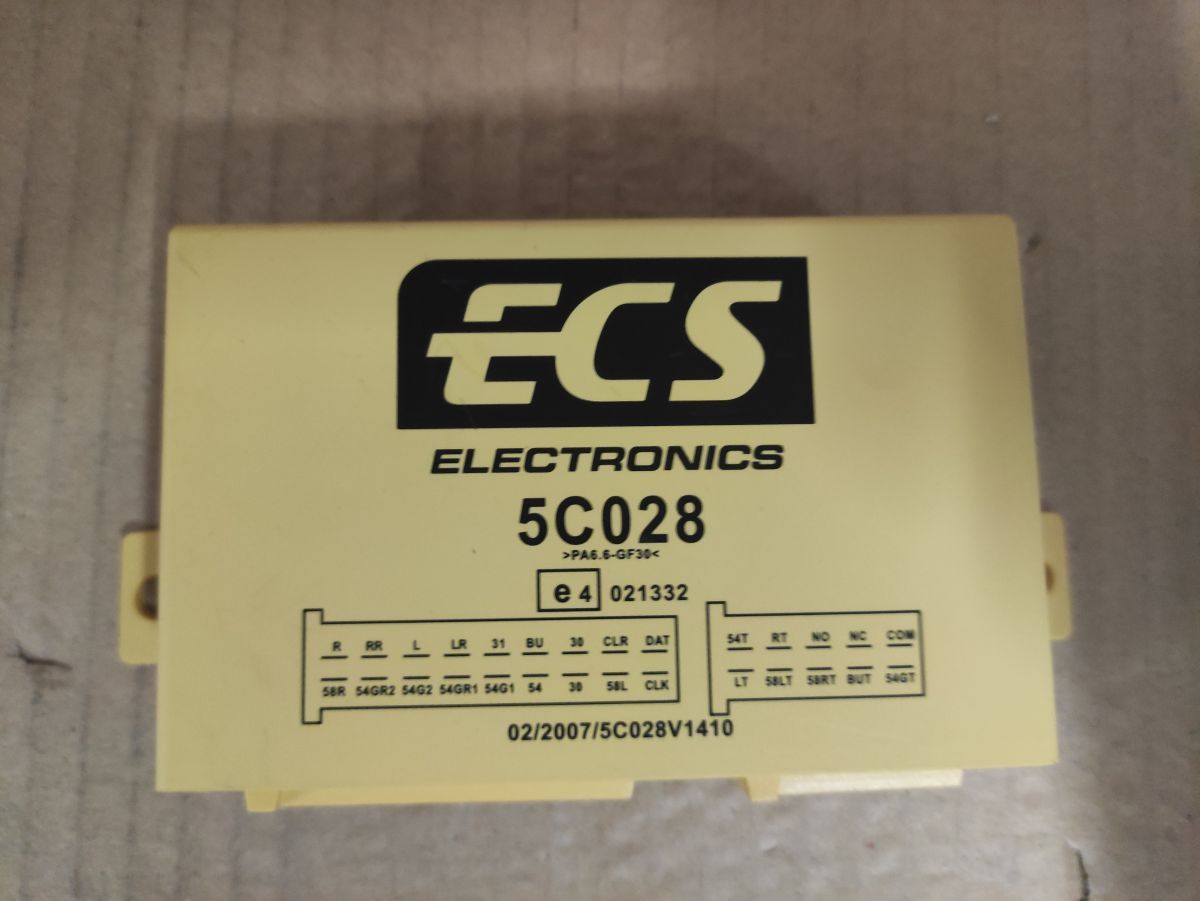 ECS
ELECTRONICS
5C028
>PA6.6-GF30<
e4 021332
R RR L LR 31 BU 30 CLR DAT
58R 54GR2 54G2 54GR1 54G1 54 30 58L CLK
54T RT NO NC COM
LT 58LT 58RT BUT 54GT
02/2007/5C028V1410